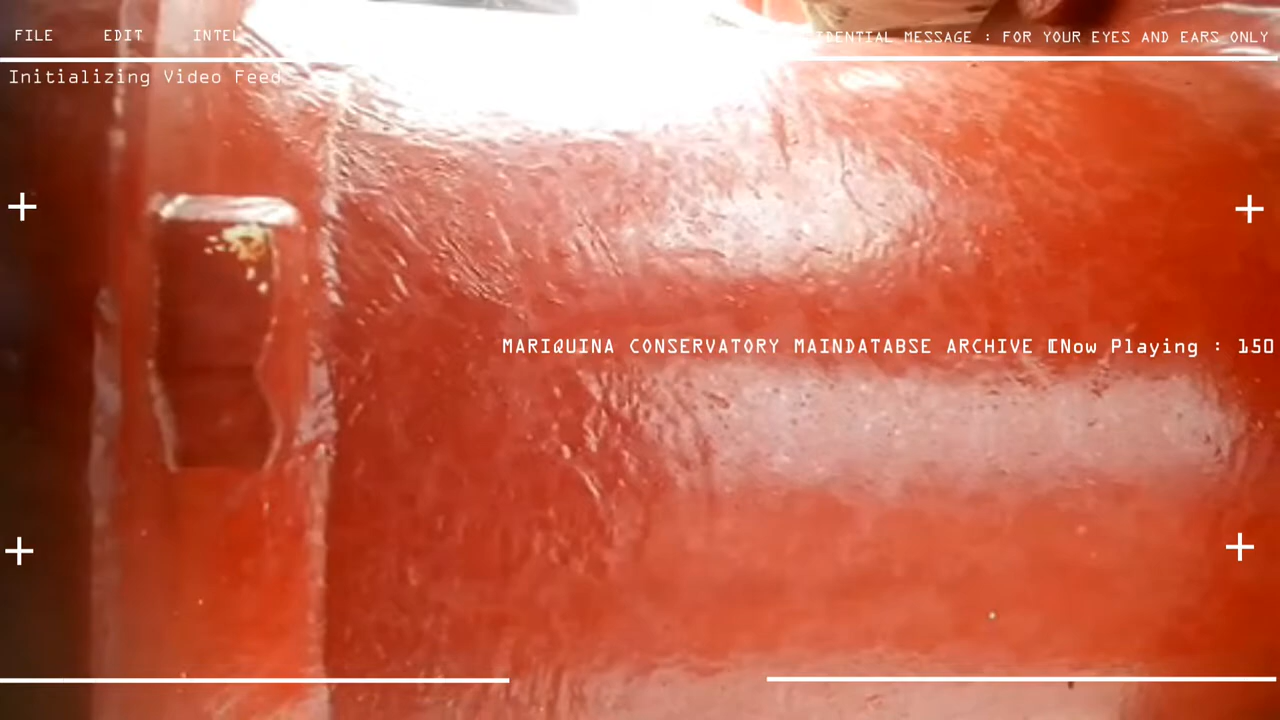 FILE EDIT INTEL
MESSAGE : FOR YOUR EYES AND EARS ONLY
Initializing Video Feed
MARIQUINA CONSERVATORY MAINDATABSE ARCHIVE [Now Playing : 150